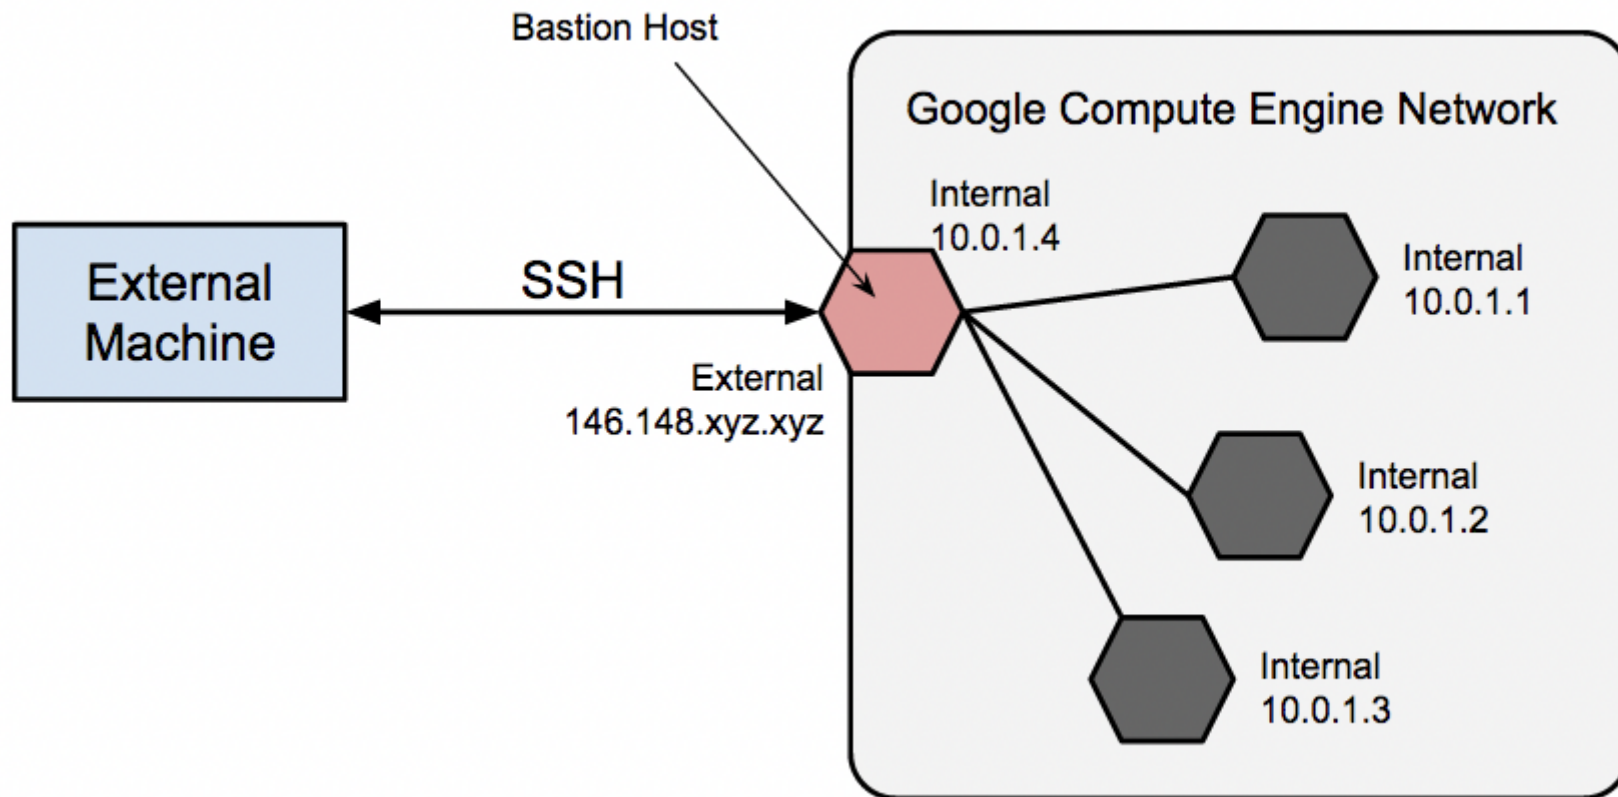 Bastion Host
Google Compute Engine Network
Internal
10.0.1.4
Internal
10.0.1.1
External
Machine
SSH
External
146.148.xyz.xyz
Internal
10.0.1.2
Internal
10.0.1.3